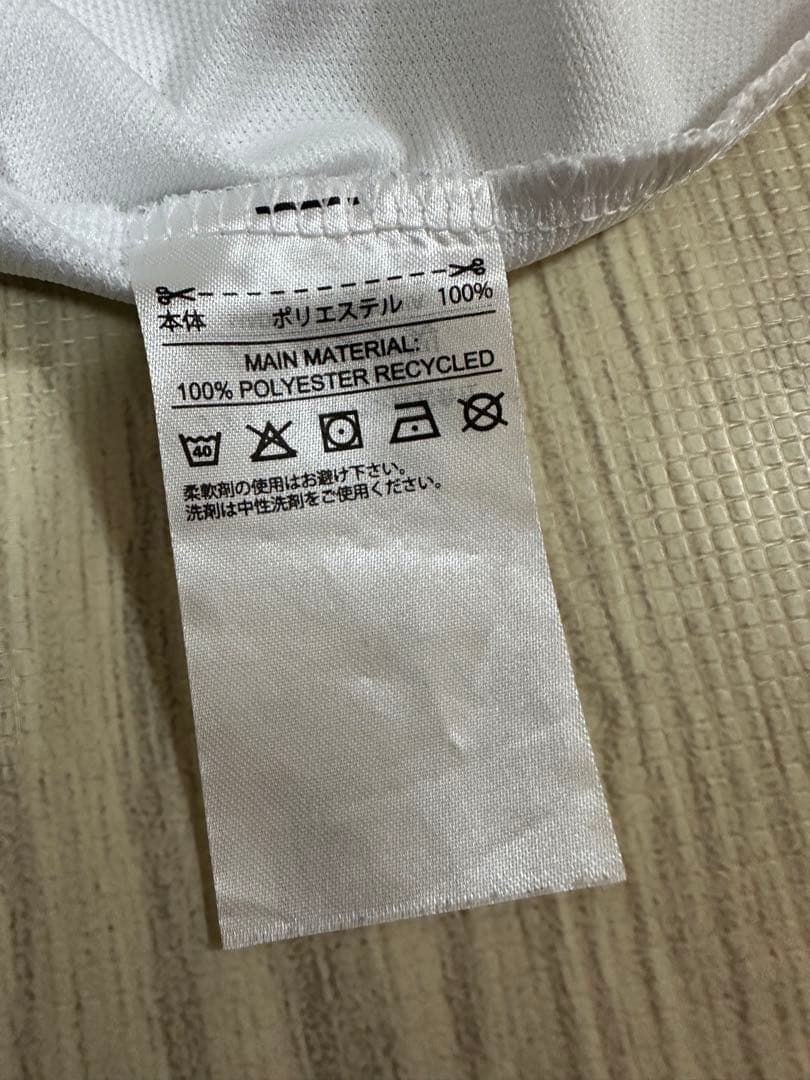 本体 ポリエステル 100%
MAIN MATERIAL:
100% POLYESTER RECYCLED
40
柔軟剤の使用はお避け下さい。
洗剤は中性洗剤をご使用ください。